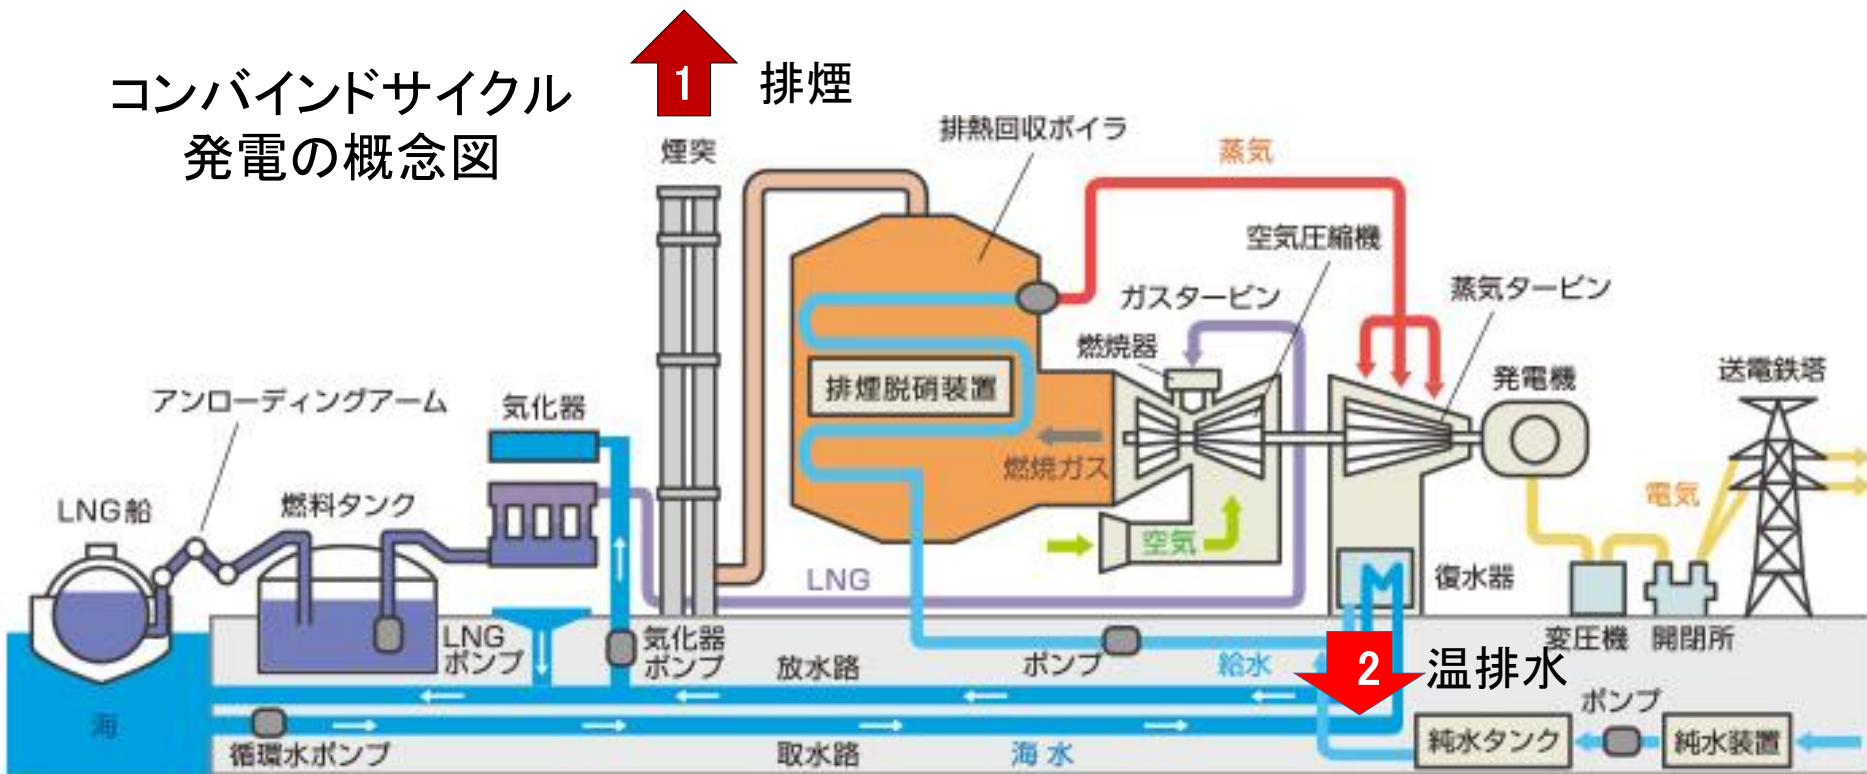 コンバインドサイクル
発電の概念図
1
排煙
煙突
排熱回収ボイラ
蒸気
空気圧縮機
ガスタービン
蒸気タービン
燃焼器
排煙脱硝装置
発電機
送電鉄塔
アンローディングアーム
気化器
燃焼ガス
LNG船
燃料タンク
電気
空気
LNG
復水器
LNG
ポンプ
気化器
ポンプ
放水路
ポンプ
給水
2
温排水
変圧機
開閉所
海
循環水ポンプ
取水路
海水
純水タンク
ポンプ
純水装置